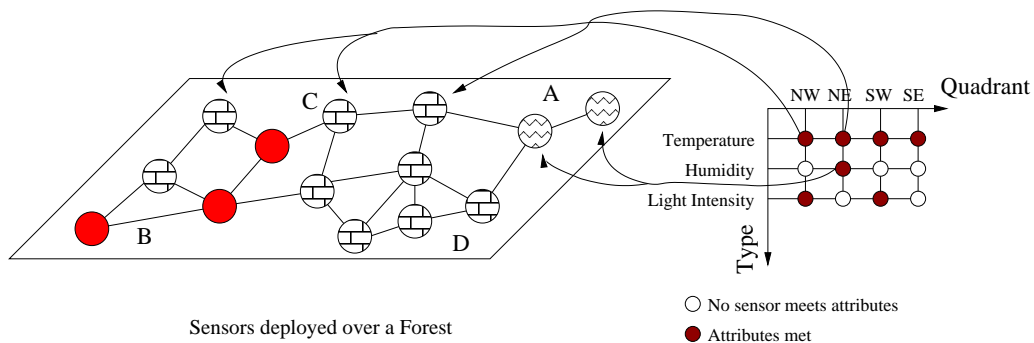 Quadrant
NW NE SW SE
A
C
Temperature
Humidity
Light Intensity
B
D
Type
No sensor meets attributes
Sensors deployed over a Forest
Attributes met